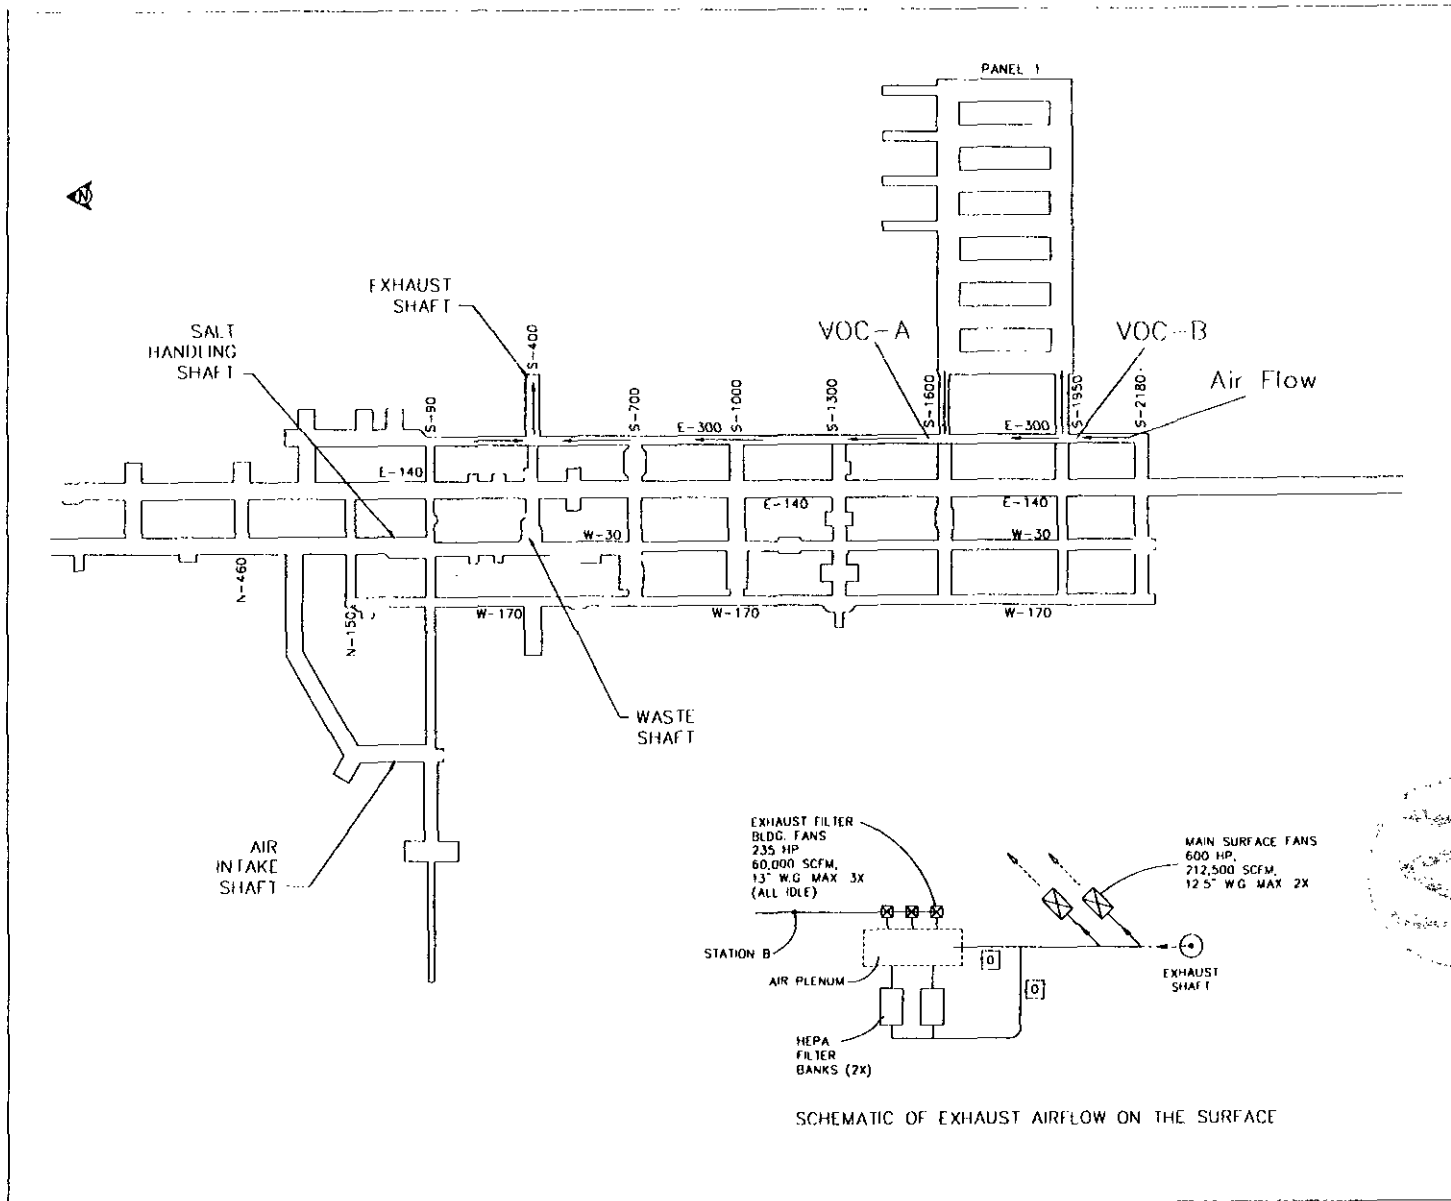 PANEL 1
N
EXHAUST
SHAFT
SALT
HANDLING
SHAFT
S-400
VOC-A
VOC-B
Air Flow
S-90
S-700
S-1000
S-1300
S-1600
S-1950
S-2180
E-300
E-300
E-140
E-140
E-140
W-30
W-30
N-460
N-150
W-170
W-170
W-170
WASTE
SHAFT
AIR
INTAKE
SHAFT
EXHAUST FILTER
BLDG. FANS
235 HP
60,000 SCFM,
13" W.G. MAX 3X
(ALL IDLE)
MAIN SURFACE FANS
600 HP,
212,500 SCFM,
12.5" WG MAX 2X
STATION B
AIR PLENUM
0
0
EXHAUST
SHAFT
HEPA
FILTER
BANKS (2X)
SCHEMATIC OF EXHAUST AIRFLOW ON THE SURFACE